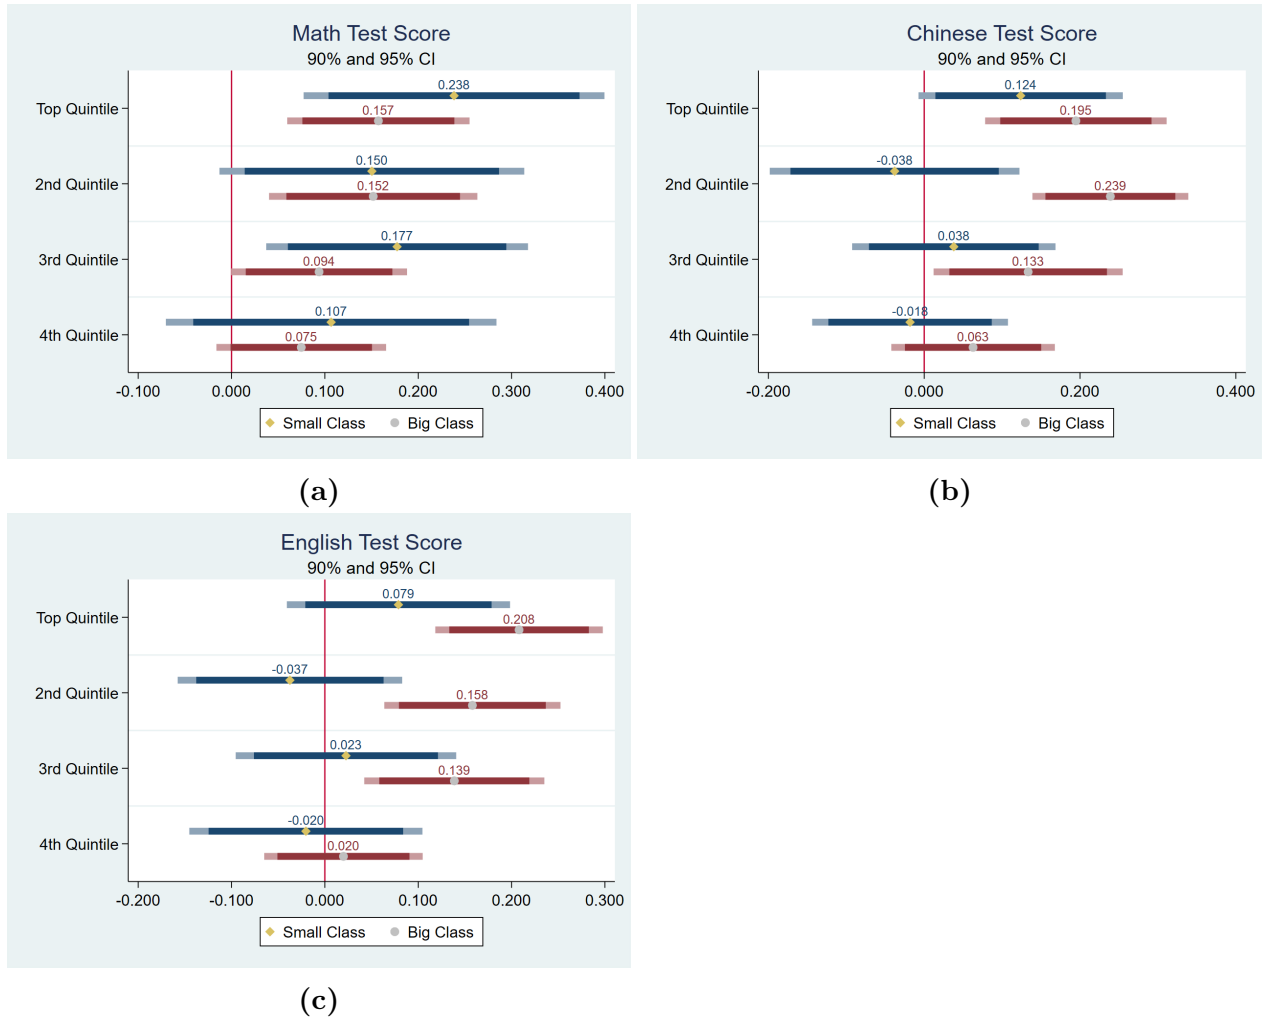 Math Test Score
90% and 95% CI
0.238
Top Quintile
0.157
0.150
2nd Quintile
0.152
0.177
3rd Quintile
0.094
0.107
4th Quintile
0.075
-0.100 0.000 0.100 0.200 0.300 0.400
Small Class Big Class
(a)
Chinese Test Score
90% and 95% CI
0.124
Top Quintile
0.195
-0.038
2nd Quintile
0.239
0.038
3rd Quintile
0.133
-0.018
4th Quintile
0.063
-0.200 0.000 0.200 0.400
Small Class Big Class
(b)
English Test Score
90% and 95% CI
0.079
Top Quintile
0.208
-0.037
2nd Quintile
0.158
0.023
3rd Quintile
0.139
-0.020
4th Quintile
0.020
-0.200 -0.100 0.000 0.100 0.200 0.300
Small Class Big Class
(c)